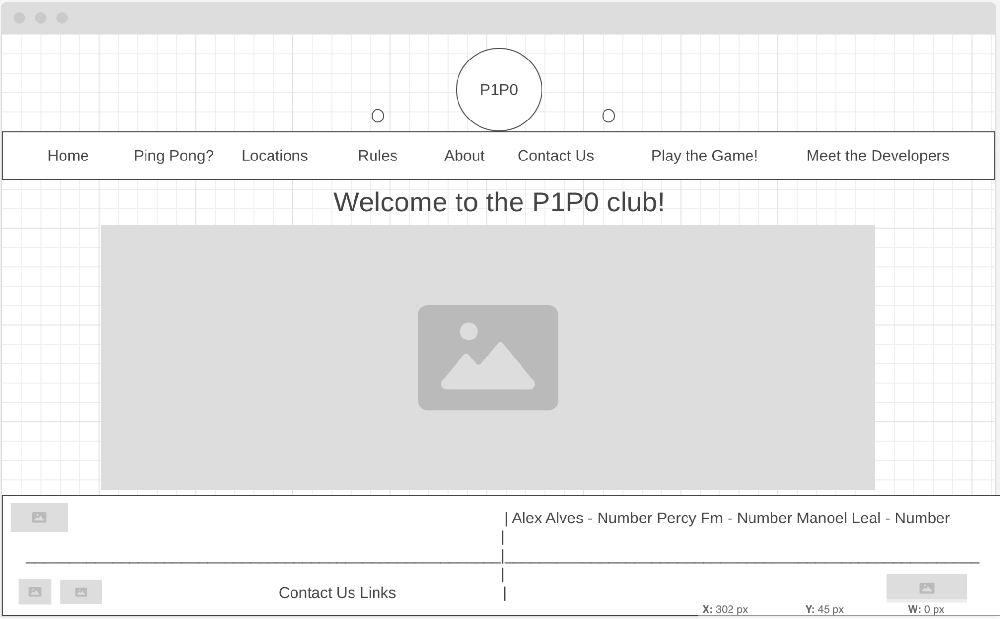 P1P0
Home Ping Pong? Locations Rules About Contact Us Play the Game! Meet the Developers
Welcome to the P1P0 club!
| Alex Alves - Number Percy Fm - Number Manoel Leal - Number
Contact Us Links
X: 302 px Y: 45 px W: 0 px